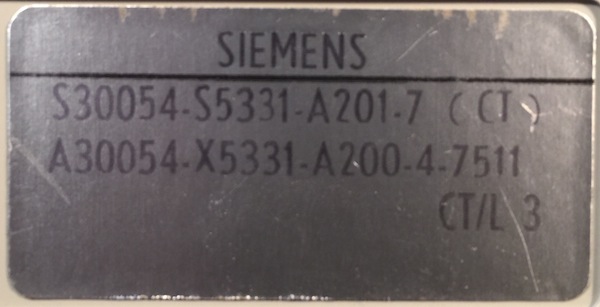 SIEMENS
S30054-S5331-A201-7 (CT)
A30054-X5331-A200-4-7511
CT/L 3